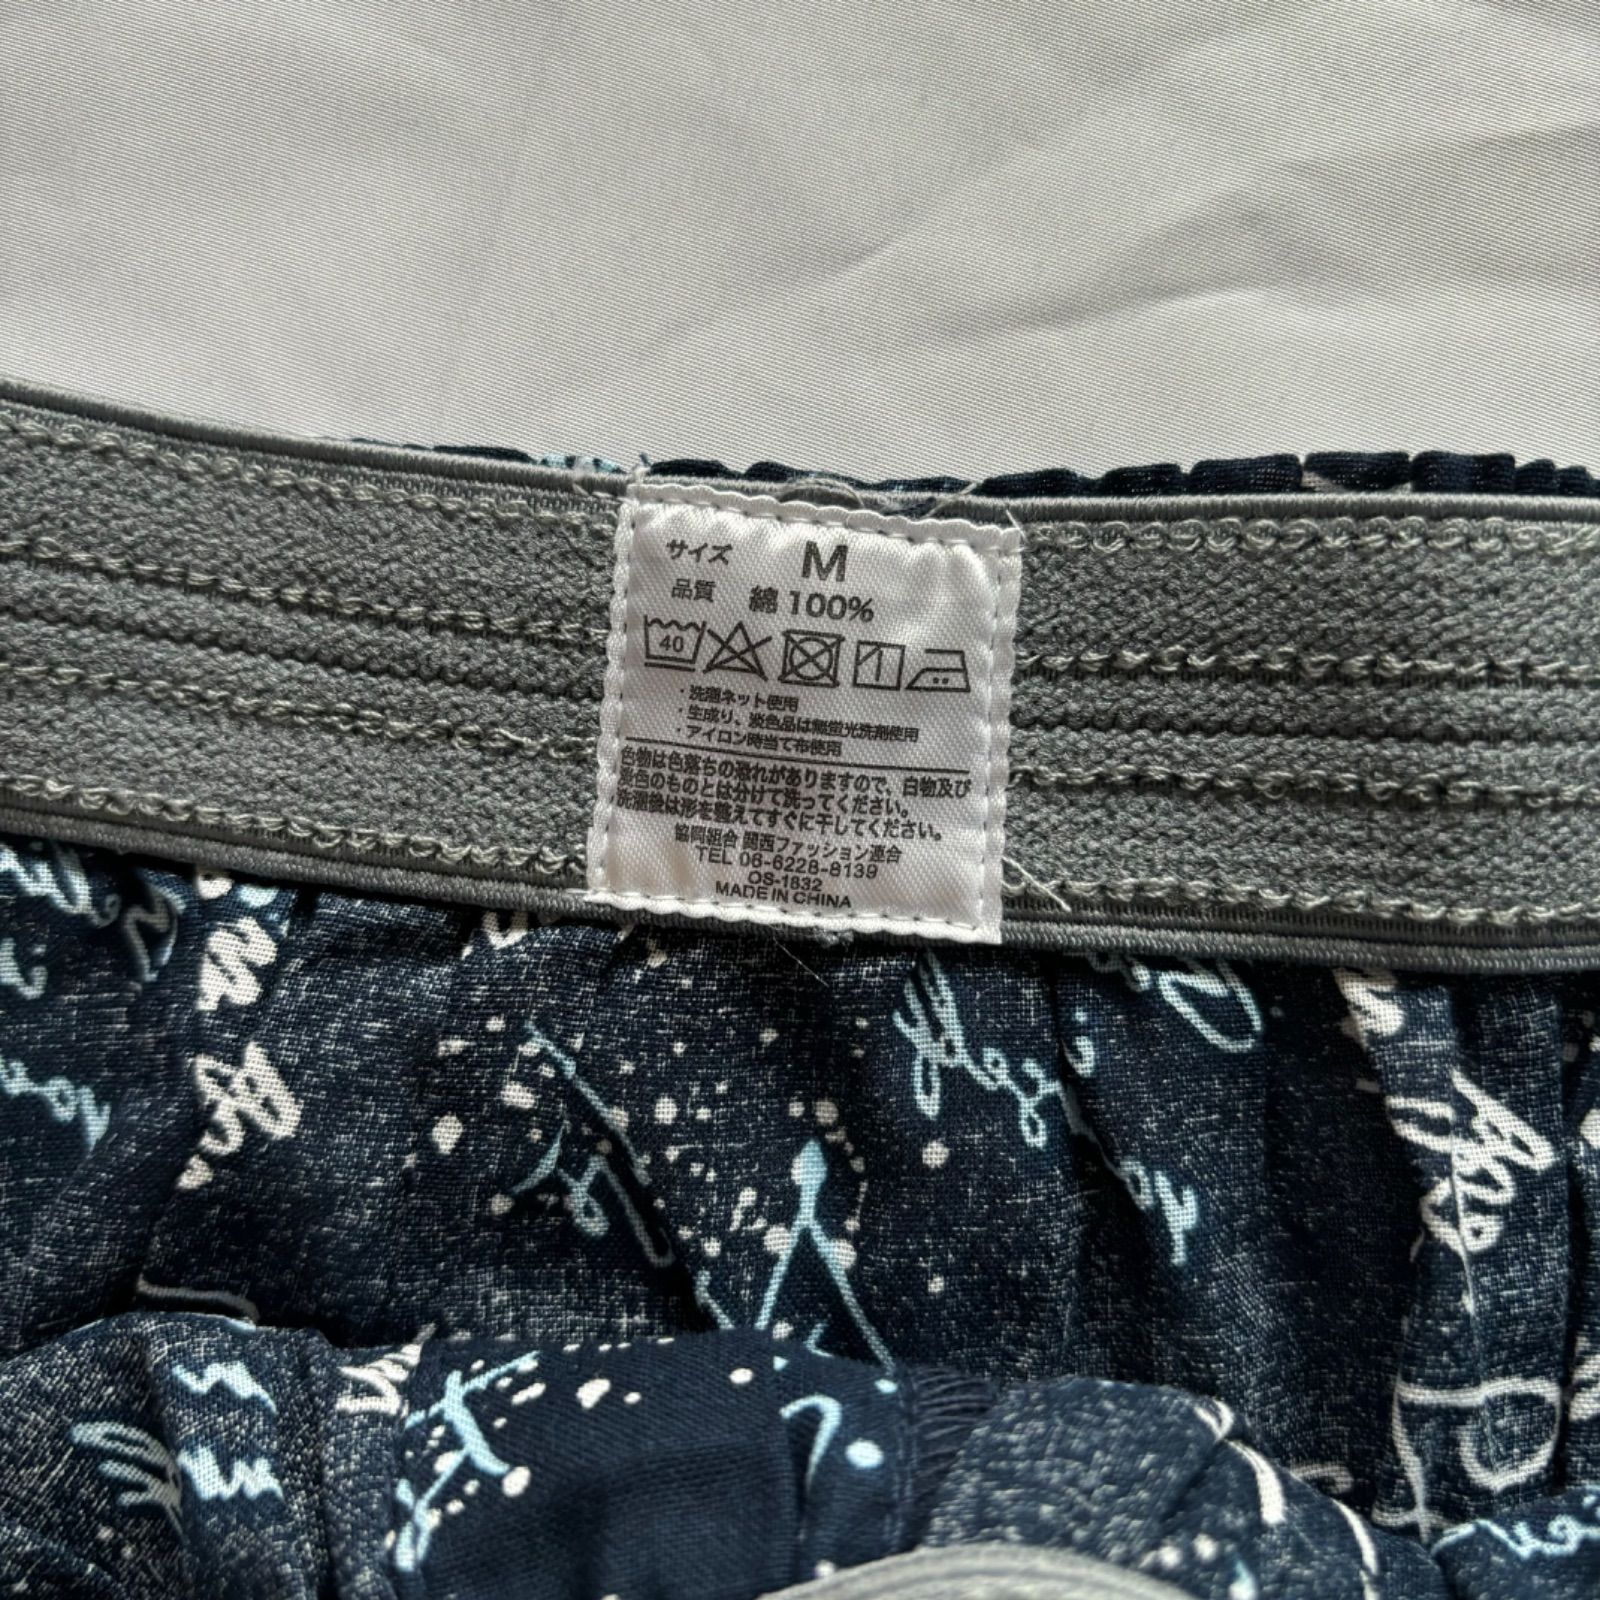 サイズ M
品質 綿 100%
40
・洗濯ネット使用
・生成り、淡色品は無蛍光洗剤使用
・アイロン時当て布使用
色物は色落ちの恐れがありますので、白物及び
淡色のものとは分けて洗ってください。
洗濯後は形を整えてすぐに干してください。
協同組合 関西ファッション連合
TEL 06-6228-8139
OS-1832
MADE IN CHINA